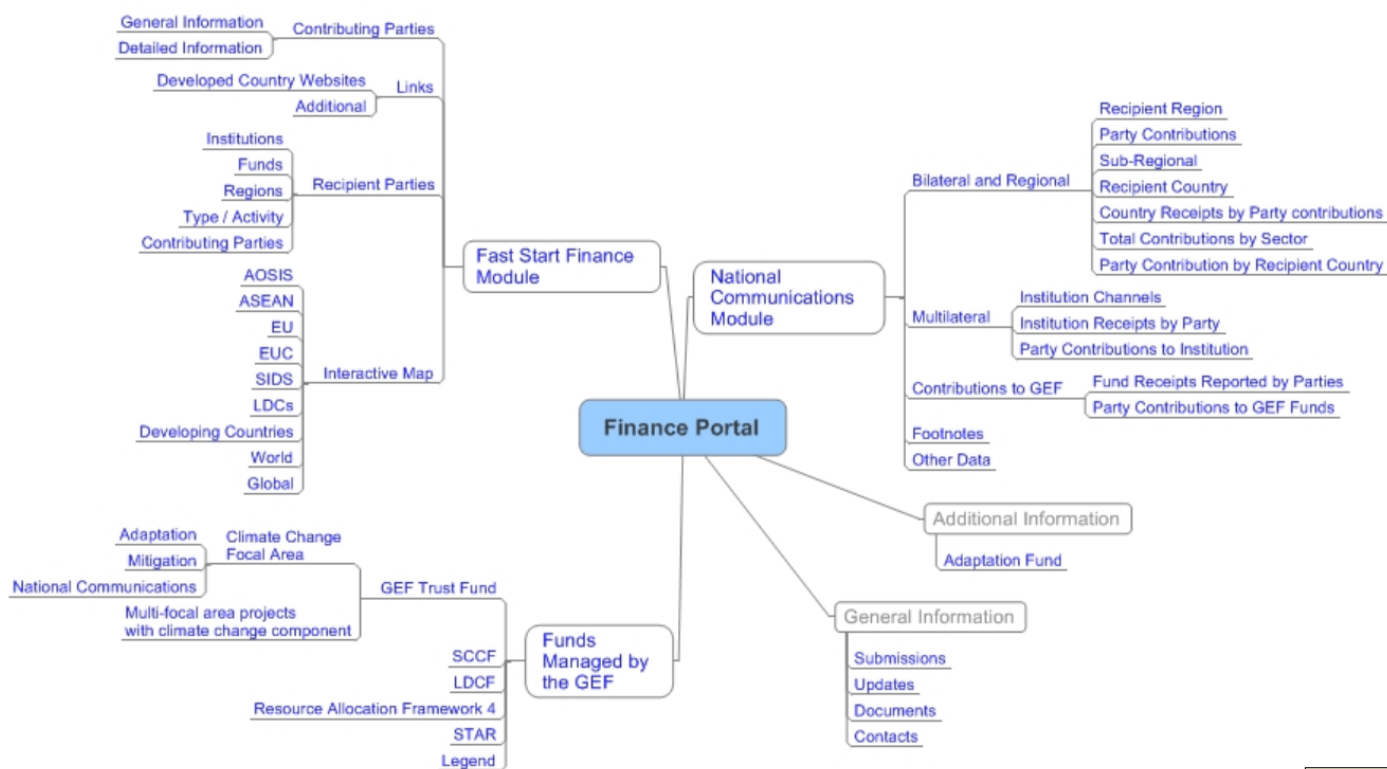 General Information
Detailed Information
Contributing Parties
Developed Country Websites
Additional
Links
Institutions
Funds
Regions
Type / Activity
Contributing Parties
Recipient Parties
AOSIS
ASEAN
EU
EUC
SIDS
LDCs
Developing Countries
World
Global
Interactive Map
Fast Start Finance
Module
National
Communications
Module
Bilateral and Regional
Recipient Region
Party Contributions
Sub-Regional
Recipient Country
Country Receipts by Party contributions
Total Contributions by Sector
Party Contribution by Recipient Country
Multilateral
Institution Channels
Institution Receipts by Party
Party Contributions to Institution
Contributions to GEF
Fund Receipts Reported by Parties
Party Contributions to GEF Funds
Footnotes
Other Data
Finance Portal
Additional Information
Adaptation Fund
General Information
Submissions
Updates
Documents
Contacts
Adaptation
Mitigation
National Communications
Climate Change
Focal Area
Multi-focal area projects
with climate change component
GEF Trust Fund
SCCF
LDCF
Resource Allocation Framework 4
STAR
Legend
Funds
Managed by
the GEF